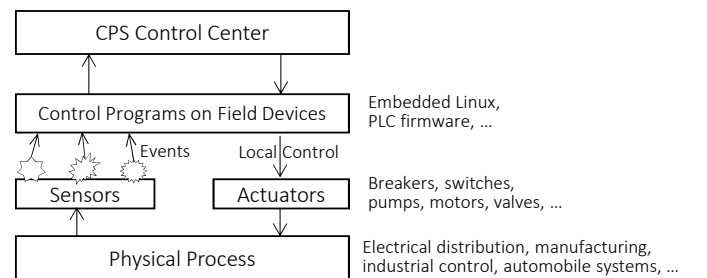 CPS Control Center
Control Programs on Field Devices
Embedded Linux,
PLC firmware, ...
Events
Local Control
Sensors
Actuators
Breakers, switches,
pumps, motors, valves, ...
Physical Process
Electrical distribution, manufacturing,
industrial control, automobile systems, ...